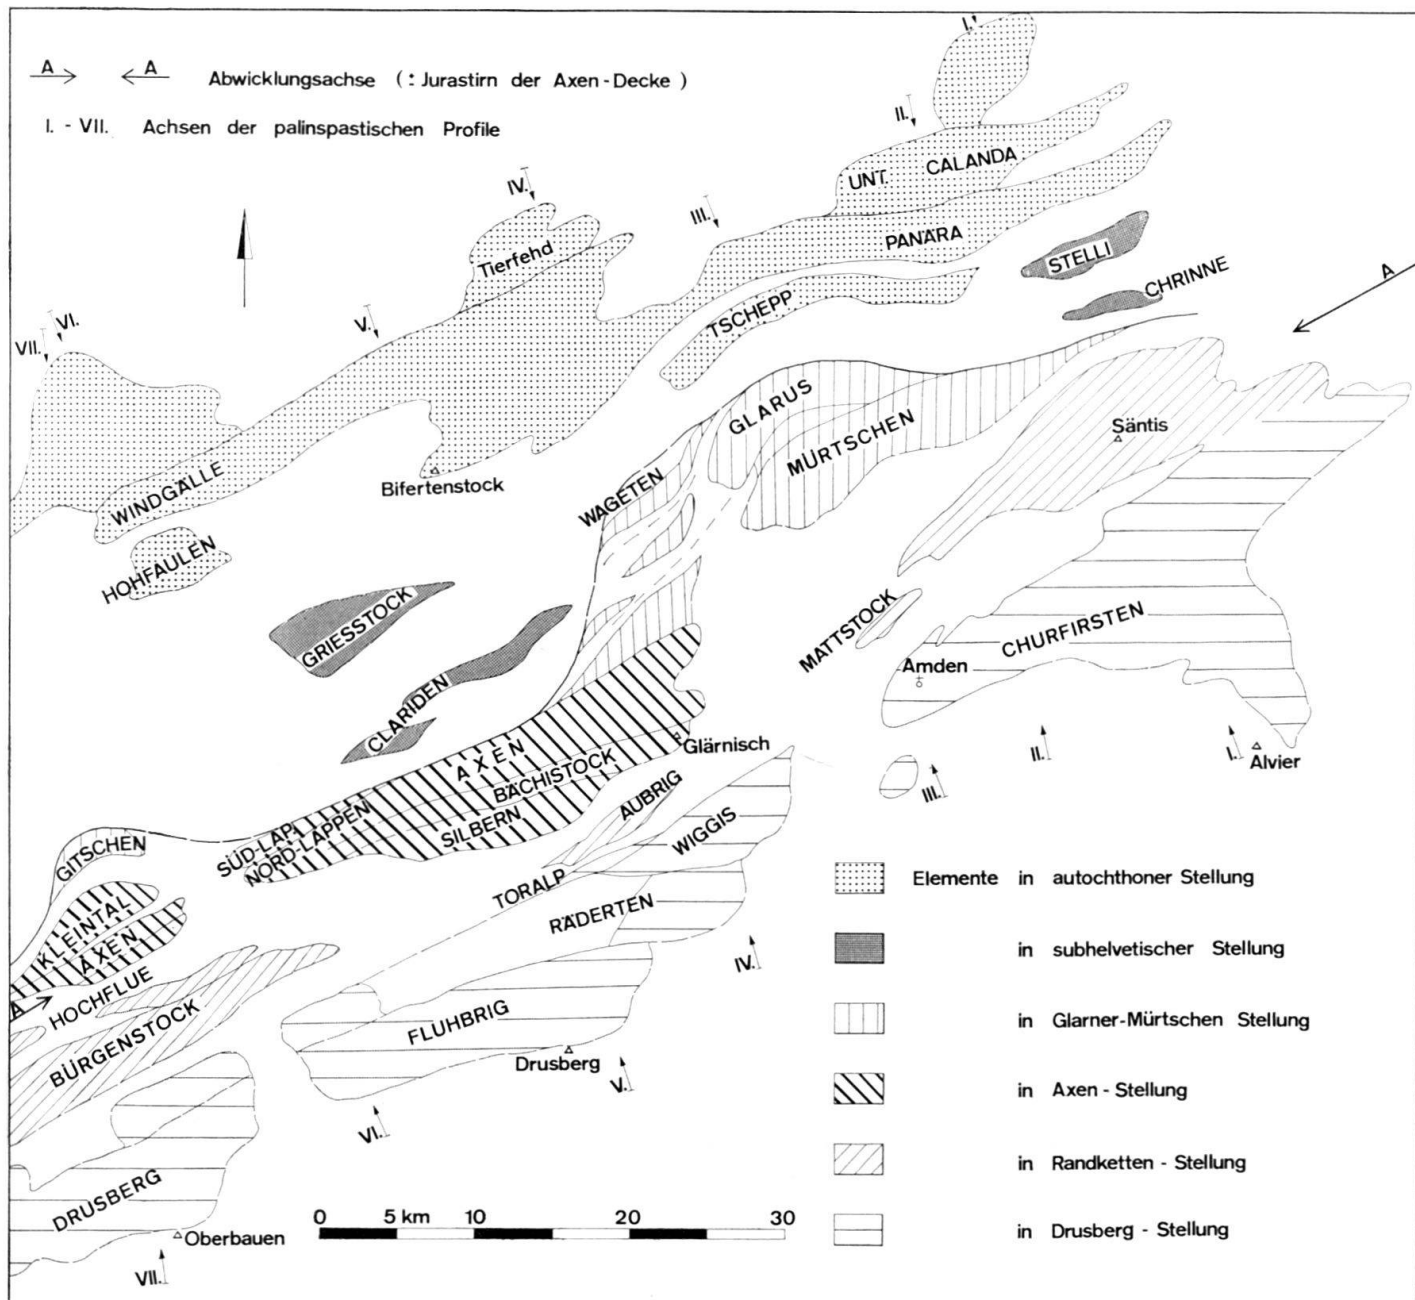 I.
A A Abwicklungsachse (: Jurastirn der Axen-Decke)
I. - VII. Achsen der palinspastischen Profile
II.
UNT. CALANDA
IV.
III.
PANÄRA
Tierfehd
STELLI
CHRINNE
A
TSCHEPP
V.
VI.
VII.
GLARUS
MÜRTSCHEN
Säntis
WAGETEN
Bifertenstock
WINDGÄLLE
HOHFAULEN
GRIESSTOCK
MATTSTOCK
CHURFIRSTEN
Amden
CLARIDEN
AXEN
Glärnisch
BÄCHISTOCK
II.
I.
Alvier
III.
AUBRIG
SÜD-LAP.
NORD-LAPPEN
SILBERN
WIGGIS
GITSCHEN
TORALP
RÄDERTEN
KLEINTAL
AXEN
IV.
A
HOCHFLUE
BÜRGENSTOCK
FLUHBRIG
Drusberg
V.
VI.
DRUSBERG
Oberbauen
VII.
0 5 km 10 20 30
Elemente in autochthoner Stellung
in subhelvetischer Stellung
in Glarner-Mürtschen Stellung
in Axen - Stellung
in Randketten - Stellung
in Drusberg - Stellung